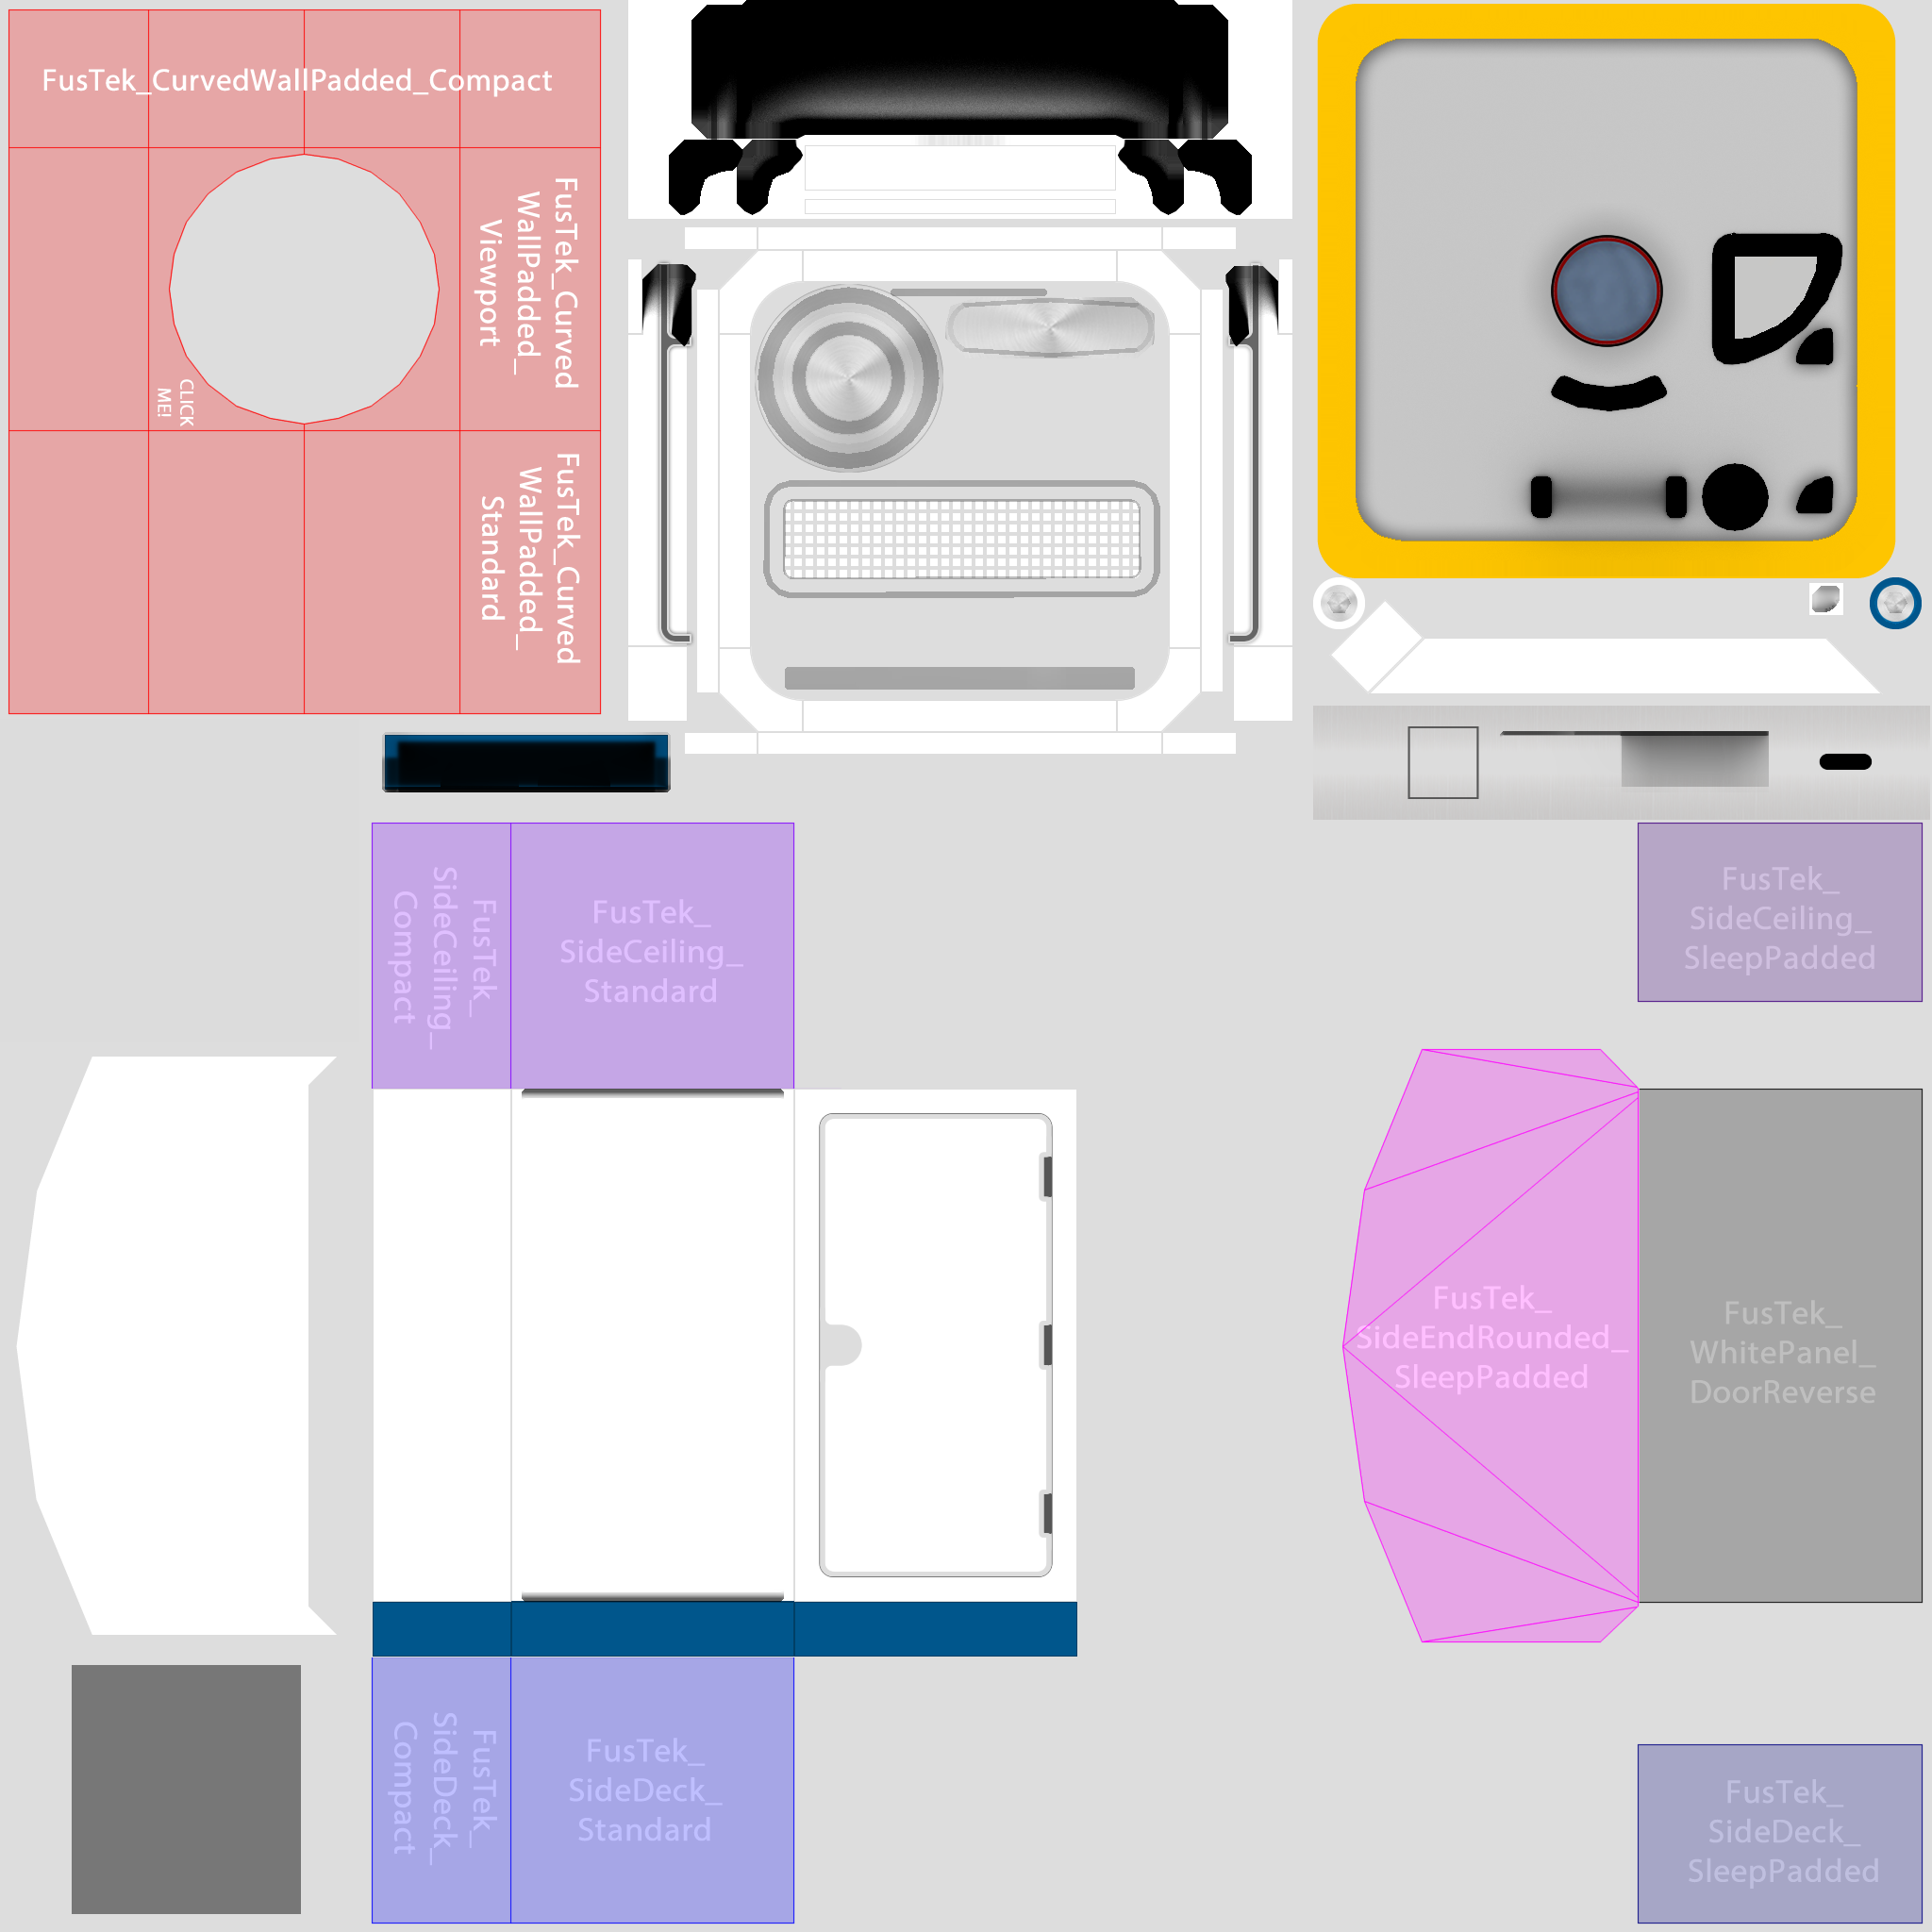 FusTek_CurvedWallPadded_Compact
FusTek_Curved
WallPadded_
Viewport
CLICK
ME!
FusTek_Curved
WallPadded_
Standard
FusTek_
SideCeiling_
Compact
FusTek_
SideCeiling_
Standard
FusTek_
SideCeiling_
SleepPadded
FusTek_
SideEndRounded_
SleepPadded
FusTek_
WhitePanel_
DoorReverse
FusTek_
SideDeck_
Compact
FusTek_
SideDeck_
Standard
FusTek_
SideDeck_
SleepPadded